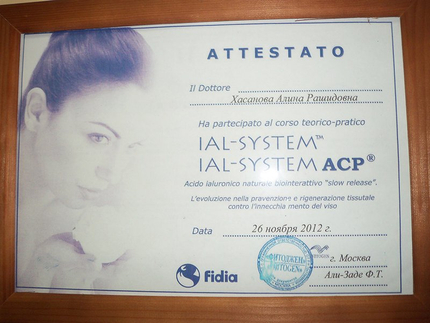 ATTESTATO
Il Dottore
Хасанова Алина Рашидовна
Ha partecipato al corso teorico-pratico
IAL-SYSTEM™
IAL-SYSTEM ACP®
Acido ialuronico naturale biointerattivo "slow release".
L'evoluzione nella prevenzione e rigenerazione tissutale
contro l'innecchia mento del viso
Data 26 ноября 2012 г.
г. Москва
Али-Заде Ф.Т.
fidia